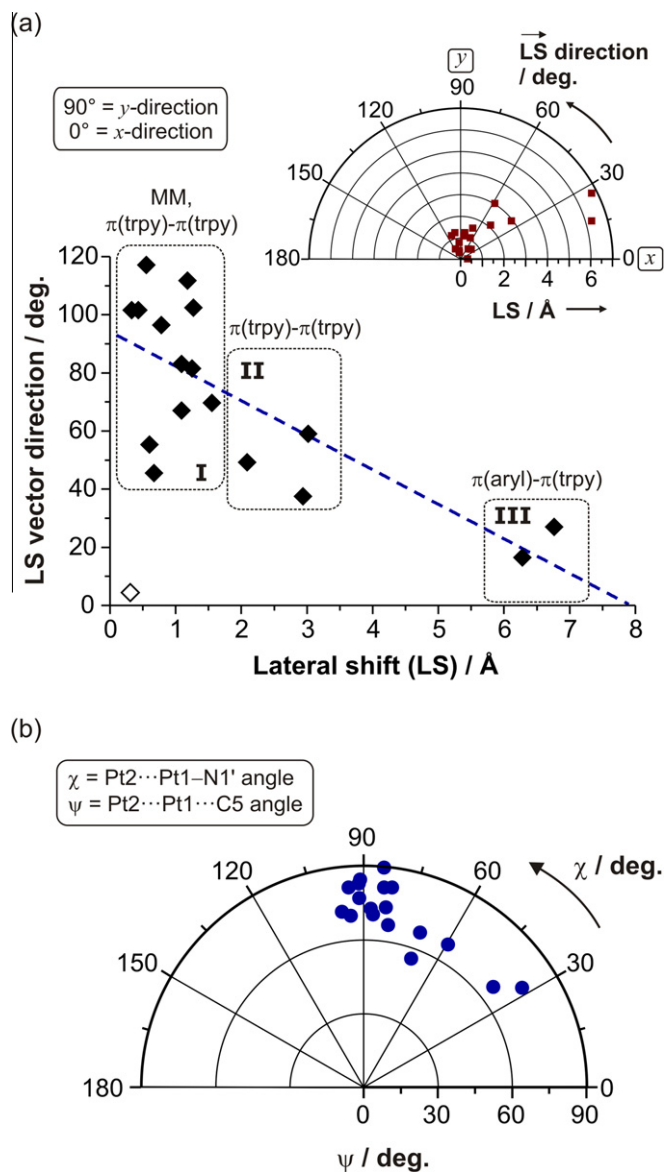 (a)
90° = y-direction
0° = x-direction
LS direction
/ deg.
y
90
120
60
150
30
180
0
x
0 2 4 6
LS / Å
MM,
π(trpy)-π(trpy)
π(trpy)-π(trpy)
π(aryl)-π(trpy)
I
II
III
120
100
80
60
40
20
0
LS vector direction / deg.
0 1 2 3 4 5 6 7 8
Lateral shift (LS) / Å
(b)
χ = Pt2···Pt1–N1' angle
ψ = Pt2···Pt1···C5 angle
90
120
60
χ / deg.
150
30
180
0
0 30 60 90
ψ / deg.